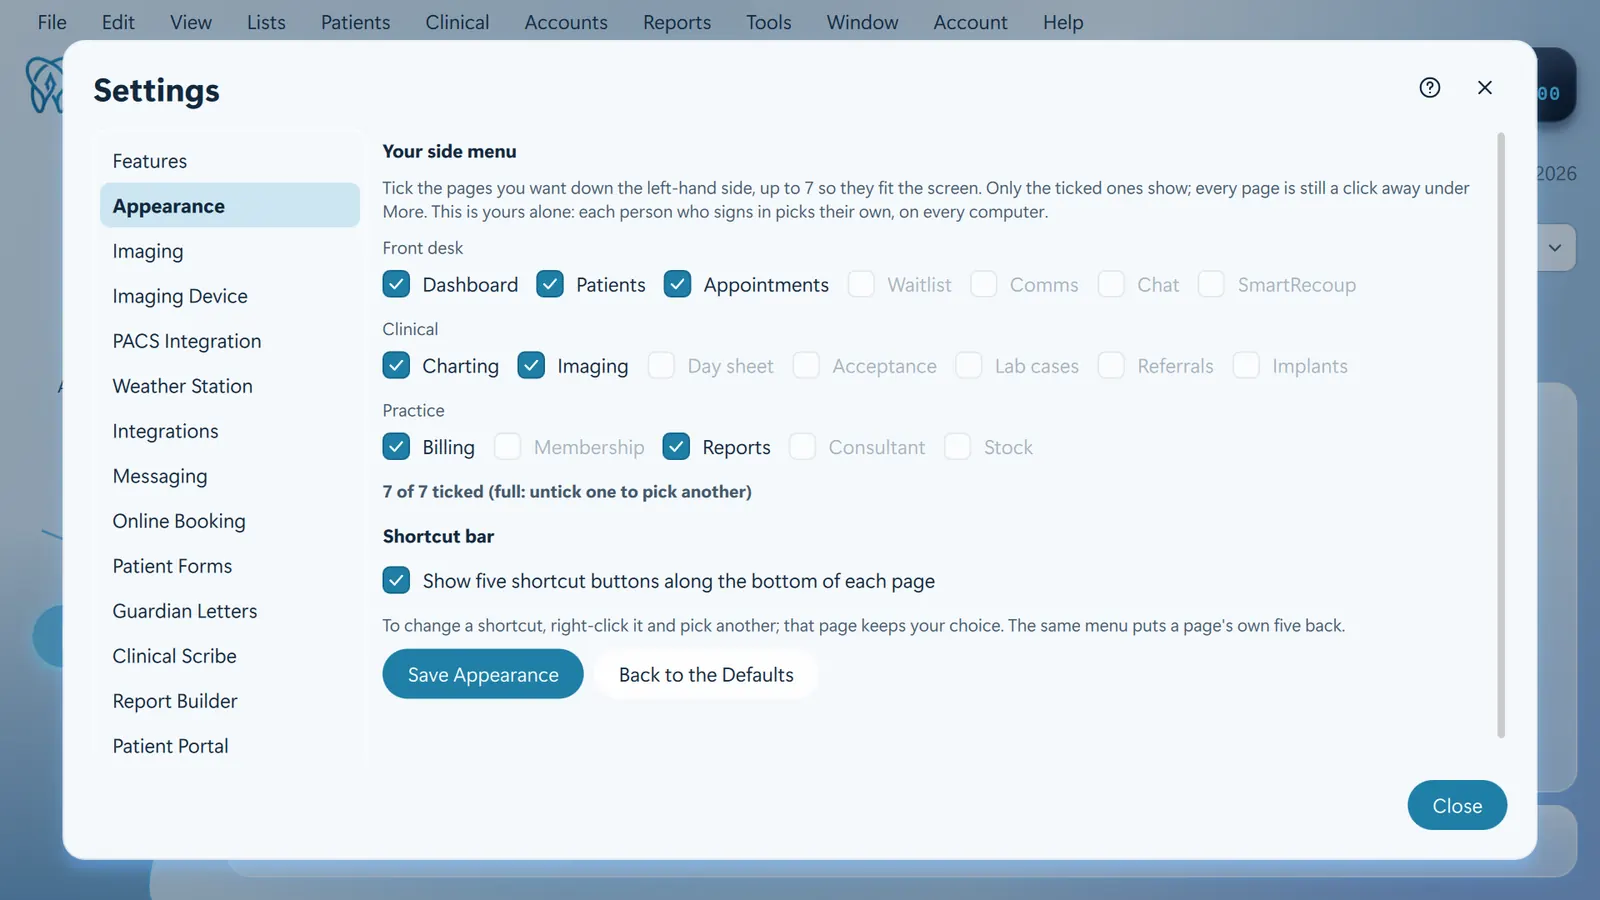 File Edit View Lists Patients Clinical Accounts Reports Tools Window Account Help
Settings
00
2026
Features
Appearance
Imaging
Imaging Device
PACS Integration
Weather Station
Integrations
Messaging
Online Booking
Patient Forms
Guardian Letters
Clinical Scribe
Report Builder
Patient Portal
Your side menu
Tick the pages you want down the left-hand side, up to 7 so they fit the screen. Only the ticked ones show; every page is still a click away under
More. This is yours alone: each person who signs in picks their own, on every computer.
Front desk
Dashboard Patients Appointments Waitlist Comms Chat SmartRecoup
Clinical
Charting Imaging Day sheet Acceptance Lab cases Referrals Implants
Practice
Billing Membership Reports Consultant Stock
7 of 7 ticked (full: untick one to pick another)
Shortcut bar
Show five shortcut buttons along the bottom of each page
To change a shortcut, right-click it and pick another; that page keeps your choice. The same menu puts a page's own five back.
Save Appearance Back to the Defaults
Close